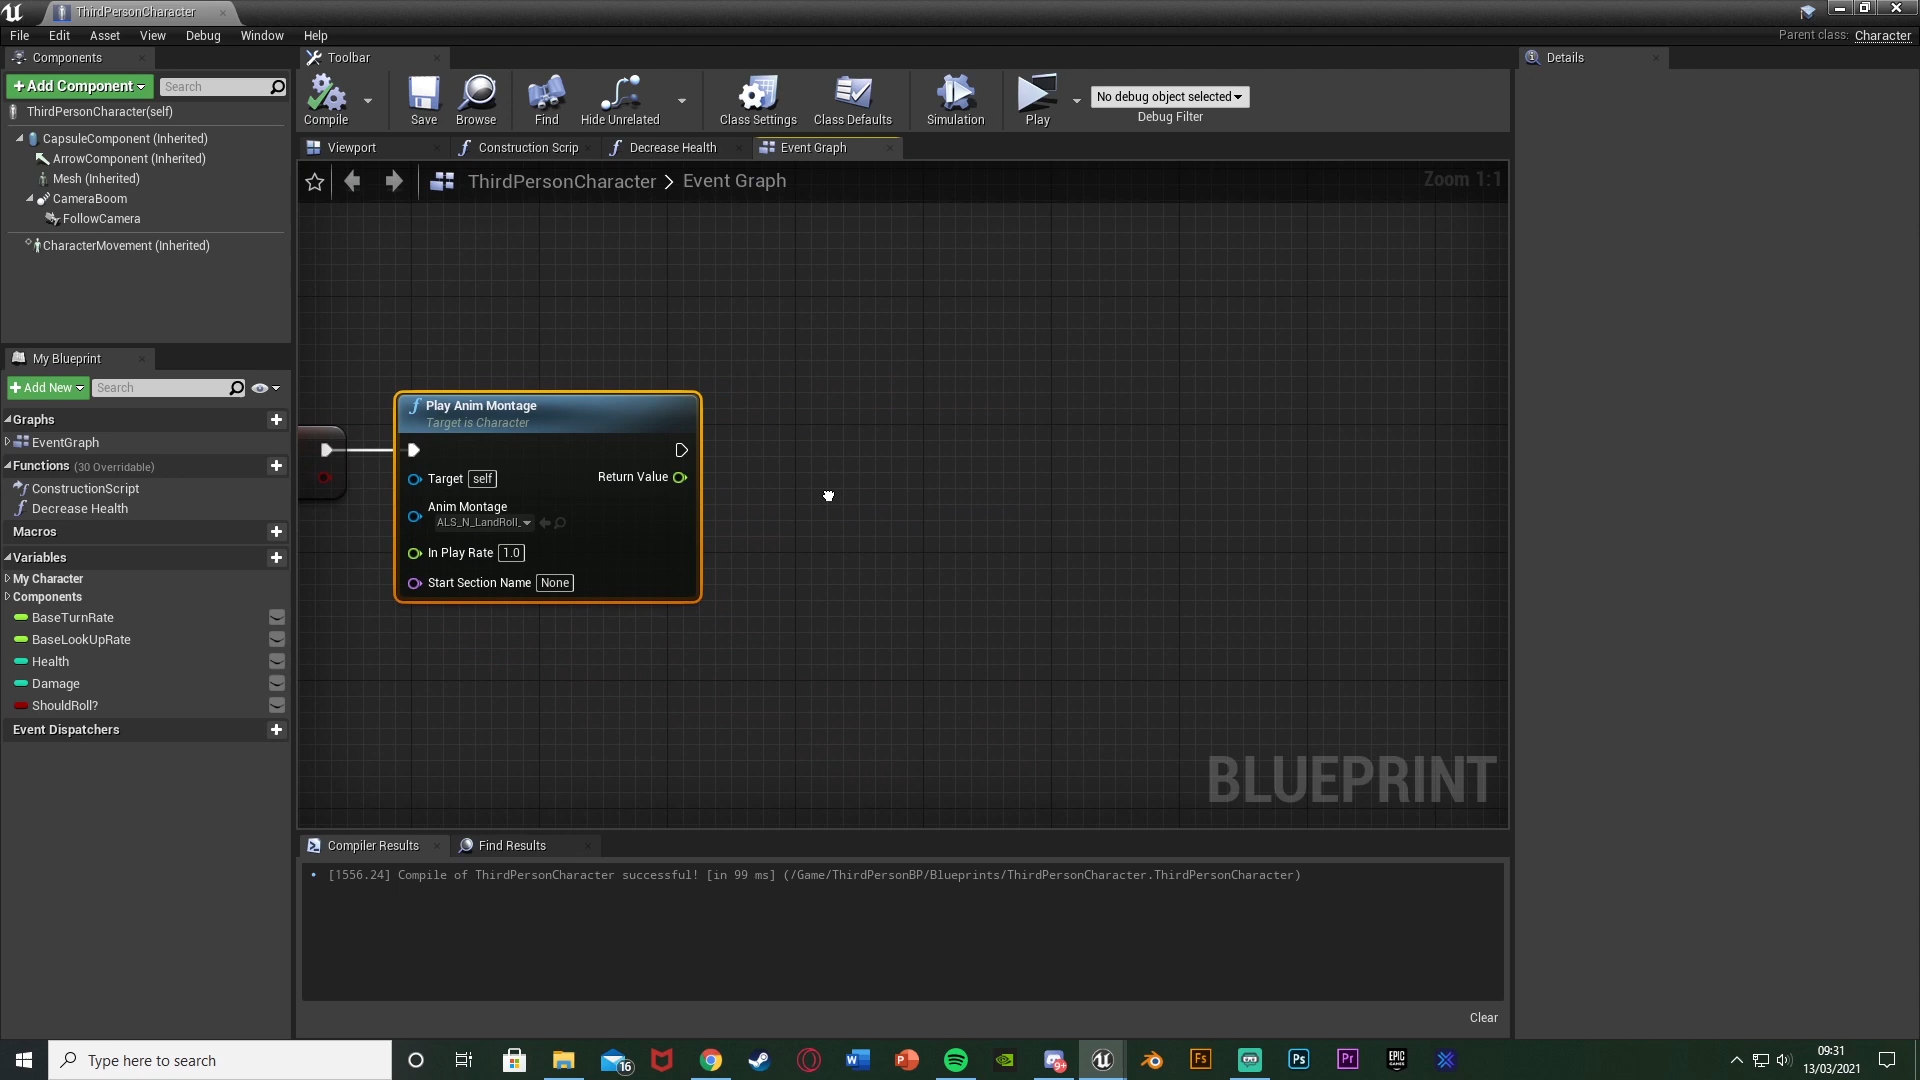 ThirdPersonCharacter
File Edit Asset View Debug Window Help
Parent class: Character
Components
Toolbar
Details
+ Add Component
Search
ThirdPersonCharacter(self)
CapsuleComponent (Inherited)
ArrowComponent (Inherited)
Mesh (Inherited)
CameraBoom
FollowCamera
CharacterMovement (Inherited)
Compile
Save
Browse
Find
Hide Unrelated
Class Settings
Class Defaults
Simulation
Play
No debug object selected
Debug Filter
Viewport
Construction Scrip
Decrease Health
Event Graph
ThirdPersonCharacter > Event Graph
Zoom 1:1
My Blueprint
+ Add New
Search
Graphs
EventGraph
Functions (30 Overridable)
ConstructionScript
Decrease Health
Macros
Variables
My Character
Components
BaseTurnRate
BaseLookUpRate
Health
Damage
ShouldRoll?
Event Dispatchers
Play Anim Montage
Target is Character
Target self
Return Value
Anim Montage
ALS_N_LandRoll_
In Play Rate 1.0
Start Section Name None
BLUEPRINT
Compiler Results
Find Results
[1556.24] Compile of ThirdPersonCharacter successful! [in 99 ms] (/Game/ThirdPersonBP/Blueprints/ThirdPersonCharacter.ThirdPersonCharacter)
Clear
Type here to search
16
9+
Fs
Ps
Pr
EPIC
09:31
13/03/2021